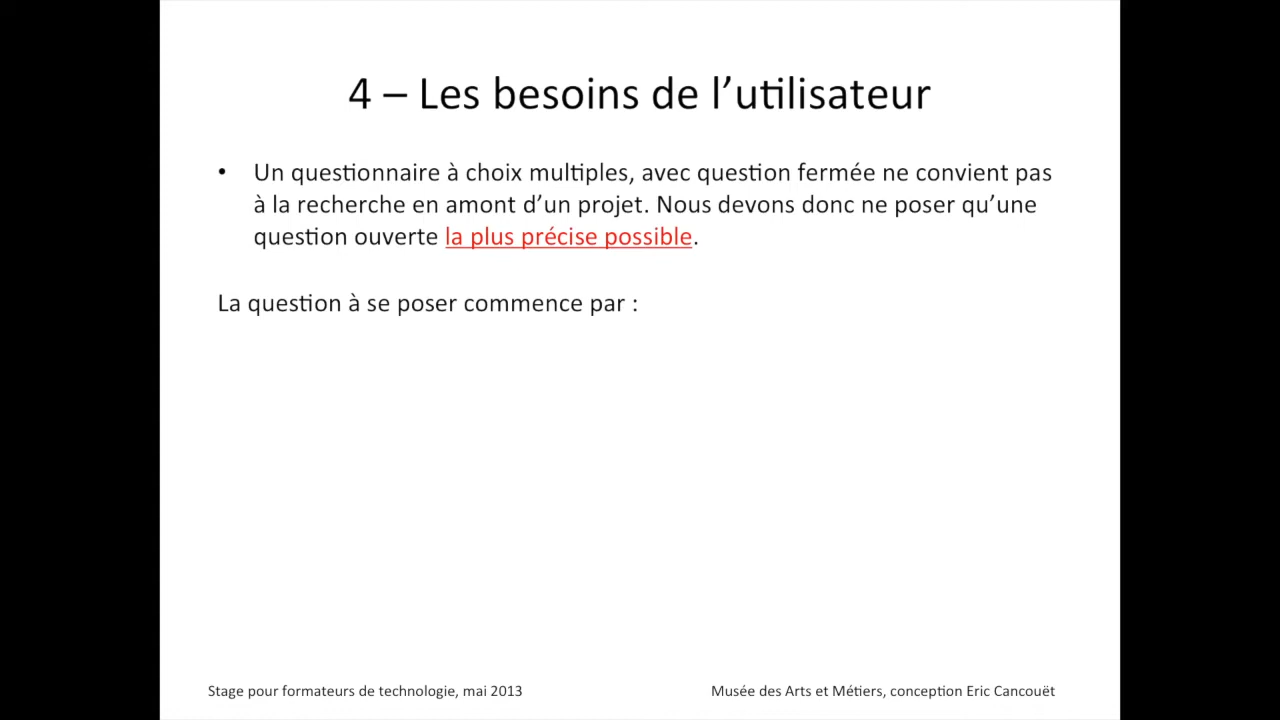 4 – Les besoins de l’utilisateur
• Un questionnaire à choix multiples, avec question fermée ne convient pas
à la recherche en amont d’un projet. Nous devons donc ne poser qu’une
question ouverte la plus précise possible.
La question à se poser commence par :
Stage pour formateurs de technologie, mai 2013
Musée des Arts et Métiers, conception Eric Cancouët